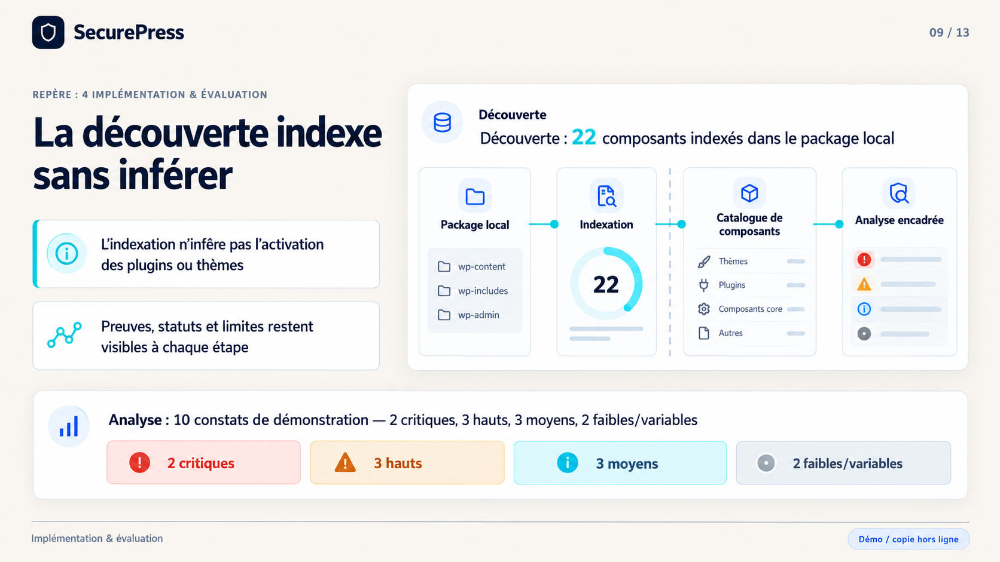 SecurePress
09 / 13
REPÈRE : 4 IMPLÉMENTATION & ÉVALUATION
La découverte indexe
sans inférer
L'indexation n'infêre pas l'activation
des plugins ou thèmes
Preuves, statuts et limites restent
visibles à chaque étape
Découverte
Découverte : 22 composants indexés dans le package local
Package local
wp-content
wp-includes
wp-admin
Indexation
22
Catalogue de
composants
Thèmes
Plugins
Composants core
Autres
Analyse encadrée
Analyse : 10 constats de démonstration — 2 critiques, 3 hauts, 3 moyens, 2 faibles/variables
2 critiques
3 hauts
3 moyens
2 faibles/variables
Implémentation & évaluation
Démo / copie hors ligne